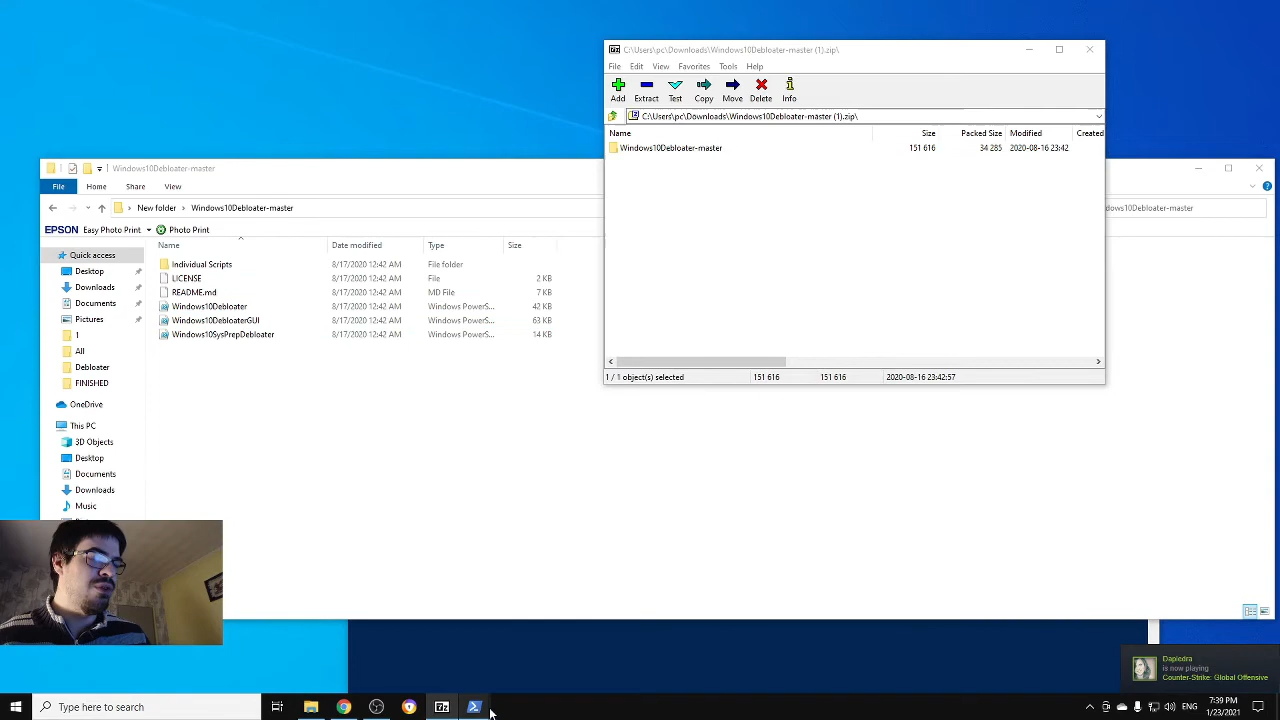 C:\Users\pc\Downloads\Windows10Debloater-master (1).zip\
File Edit View Favorites Tools Help
Add Extract Test Copy Move Delete Info
C:\Users\pc\Downloads\Windows10Debloater-master (1).zip\
Name Size Packed Size Modified Created
Windows10Debloater-master 151 616 34 285 2020-08-16 23:42
1 / 1 object(s) selected 151 616 151 616 2020-08-16 23:42:57
Windows10Debloater-master
File Home Share View
New folder Windows10Debloater-master dows10Debloater-master
EPSON Easy Photo Print Photo Print
Name Date modified Type Size
Quick access
Desktop
Downloads
Documents
Pictures
1
All
Debloater
FINISHED
OneDrive
This PC
3D Objects
Desktop
Documents
Downloads
Music
Individual Scripts 8/17/2020 12:42 AM File folder
LICENSE 8/17/2020 12:42 AM File 2 KB
README.md 8/17/2020 12:42 AM MD File 7 KB
Windows10Debloater 8/17/2020 12:42 AM Windows PowerS... 42 KB
Windows10DebloaterGUI 8/17/2020 12:42 AM Windows PowerS... 63 KB
Windows10SysPrepDebloater 8/17/2020 12:42 AM Windows PowerS... 14 KB
Dapiedra
is now playing
Counter-Strike: Global Offensive
Type here to search
7z
7:39 PM
1/23/2021